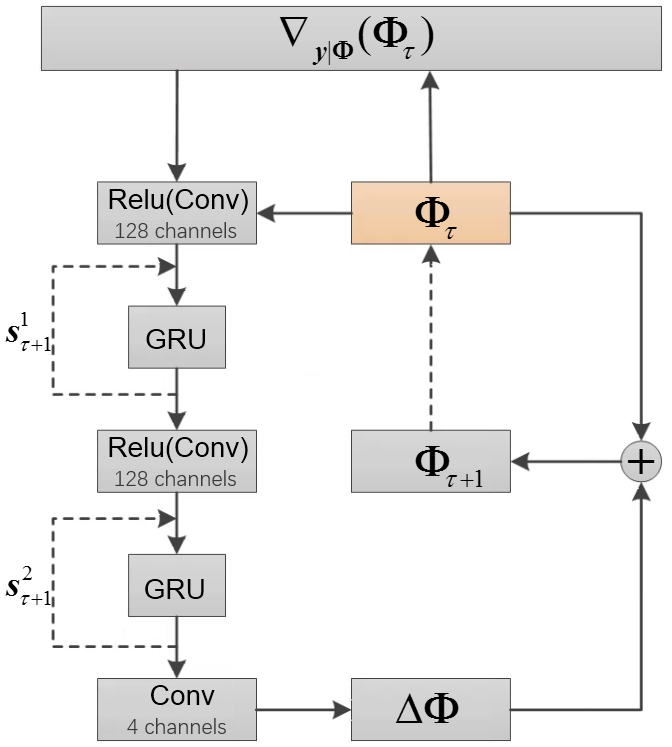 ∇y|Φ(Φτ)
Relu(Conv)
128 channels
Φτ
s¹τ+1
GRU
Relu(Conv)
128 channels
Φτ+1
+
s²τ+1
GRU
Conv
4 channels
ΔΦ